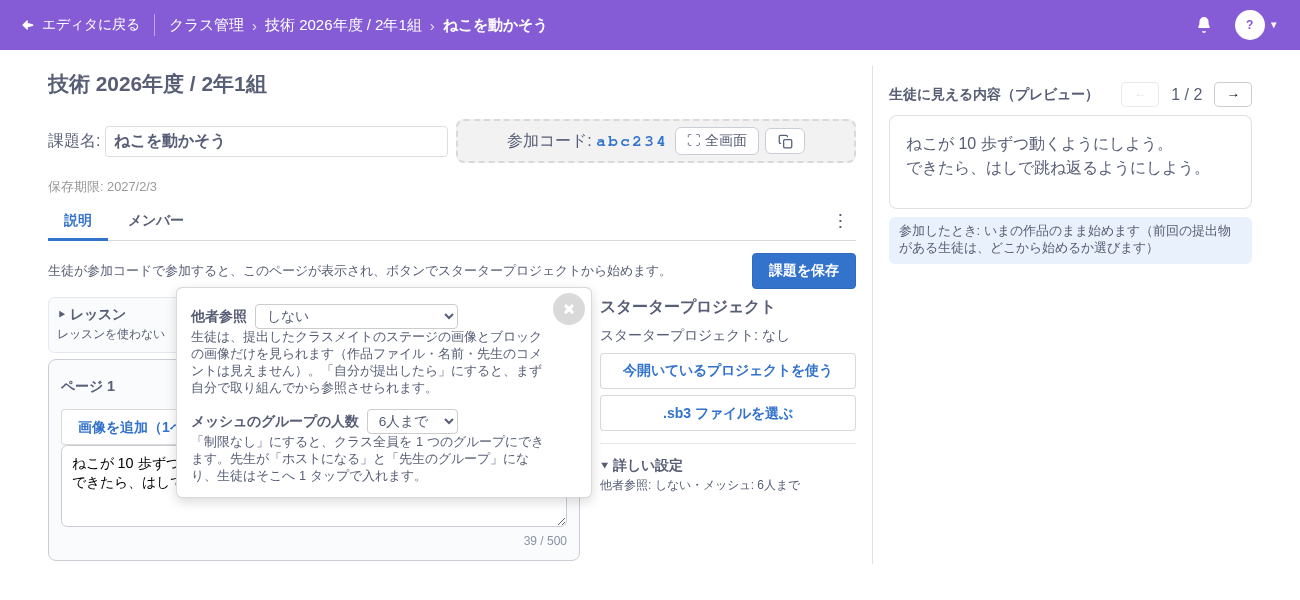 エディタに戻る
クラス管理 › 技術 2026年度 / 2年1組 › ねこを動かそう
?
技術 2026年度 / 2年1組
課題名: ねこを動かそう
参加コード: abc234 全画面
保存期限: 2027/2/3
説明 メンバー
生徒が参加コードで参加すると、このページが表示され、ボタンでスタータープロジェクトから始めます。
課題を保存
レッスン
レッスンを使わない
ページ 1
画像を追加（1ペ
ねこが 10 歩ずつ
できたら、はしで
39 / 500
他者参照 しない
生徒は、提出したクラスメイトのステージの画像とブロック
の画像だけを見られます（作品ファイル・名前・先生のコメ
ントは見えません）。「自分が提出したら」にすると、まず
自分で取り組んでから参照させられます。
メッシュのグループの人数 6人まで
「制限なし」にすると、クラス全員を 1 つのグループにでき
ます。先生が「ホストになる」と「先生のグループ」にな
り、生徒はそこへ 1 タップで入れます。
スタータープロジェクト
スタータープロジェクト: なし
今開いているプロジェクトを使う
.sb3 ファイルを選ぶ
詳しい設定
他者参照: しない・メッシュ: 6人まで
生徒に見える内容（プレビュー）
← 1 / 2 →
ねこが 10 歩ずつ動くようにしよう。
できたら、はしで跳ね返るようにしよう。
参加したとき: いまの作品のまま始めます（前回の提出物
がある生徒は、どこから始めるか選びます）